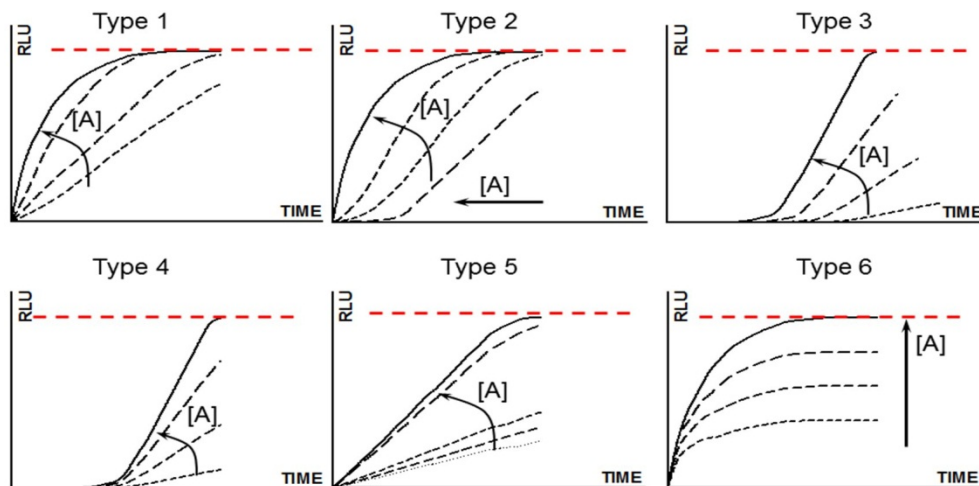 Type 1
RLU
[A]
TIME
Type 2
RLU
[A]
[A]
TIME
Type 3
RLU
[A]
TIME
Type 4
RLU
[A]
TIME
Type 5
RLU
[A]
TIME
Type 6
RLU
[A]
TIME